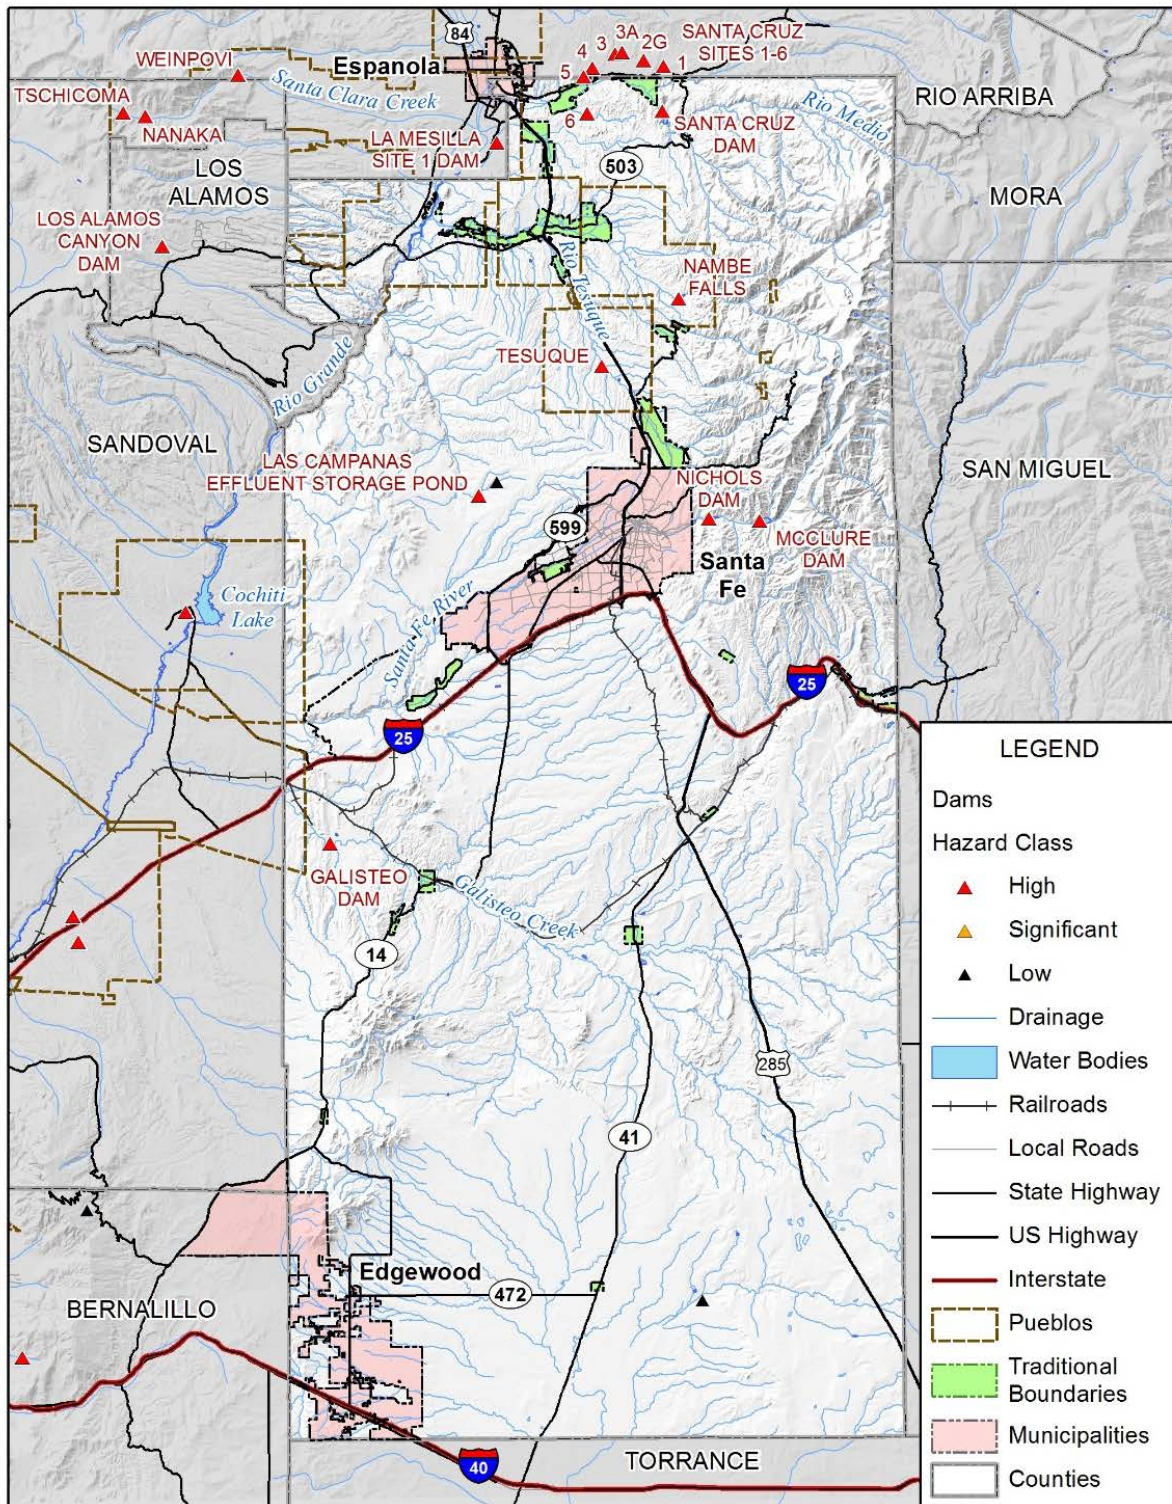 84
Espanola
WEINPOVI
Santa Clara Creek
TSCHICOMA
NANAKA
LOS
ALAMOS
LA MESILLA
SITE 1 DAM
3A
SANTA CRUZ
SITES 1-6
4
3
2G
5
1
6
SANTA CRUZ
DAM
Rio Medio
RIO ARRIBA
503
MORA
LOS ALAMOS
CANYON
DAM
Rio Tesuque
NAMBE
FALLS
TESUQUE
Rio Grande
SANDOVAL
LAS CAMPANAS
EFFLUENT STORAGE POND
NICHOLS
DAM
SAN MIGUEL
599
MCCLURE
DAM
Santa
Fe
Cochiti
Lake
Santa Fe River
25
25
GALISTEO
DAM
Galisteo Creek
14
285
41
Edgewood
472
BERNALILLO
40
TORRANCE
LEGEND
Dams
Hazard Class
High
Significant
Low
Drainage
Water Bodies
Railroads
Local Roads
State Highway
US Highway
Interstate
Pueblos
Traditional
Boundaries
Municipalities
Counties